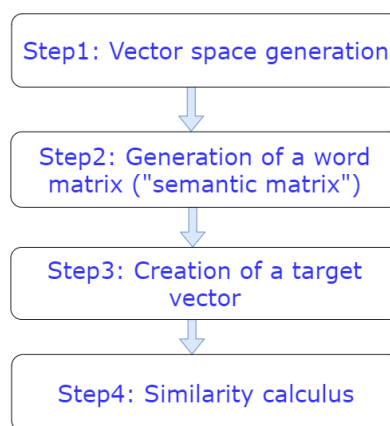 Step1: Vector space generation
Step2: Generation of a word
matrix ("semantic matrix")
Step3: Creation of a target
vector
Step4: Similarity calculus